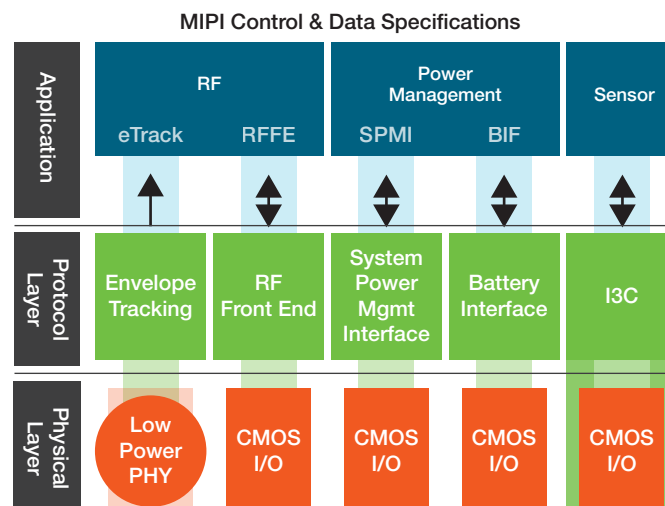 MIPI Control & Data Specifications
Application
RF
Power
Management
Sensor
eTrack
RFFE
SPMI
BIF
Protocol
Layer
Envelope
Tracking
RF
Front End
System
Power
Mgmt
Interface
Battery
Interface
I3C
Physical
Layer
Low
Power
PHY
CMOS
I/O
CMOS
I/O
CMOS
I/O
CMOS
I/O